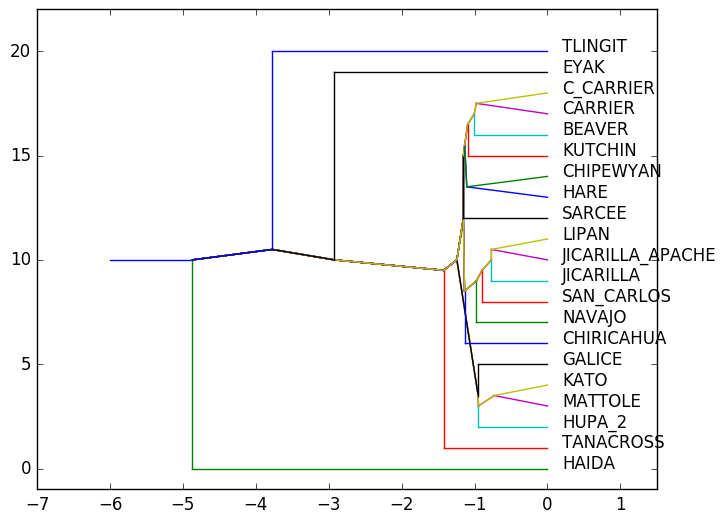 20
15
10
5
0
TLINGIT
EYAK
C_CARRIER
CARRIER
BEAVER
KUTCHIN
CHIPEWYAN
HARE
SARCEE
LIPAN
JICARILLA_APACHE
JICARILLA
SAN_CARLOS
NAVAJO
CHIRICAHUA
GALICE
KATO
MATTOLE
HUPA_2
TANACROSS
HAIDA
−7 −6 −5 −4 −3 −2 −1 0 1